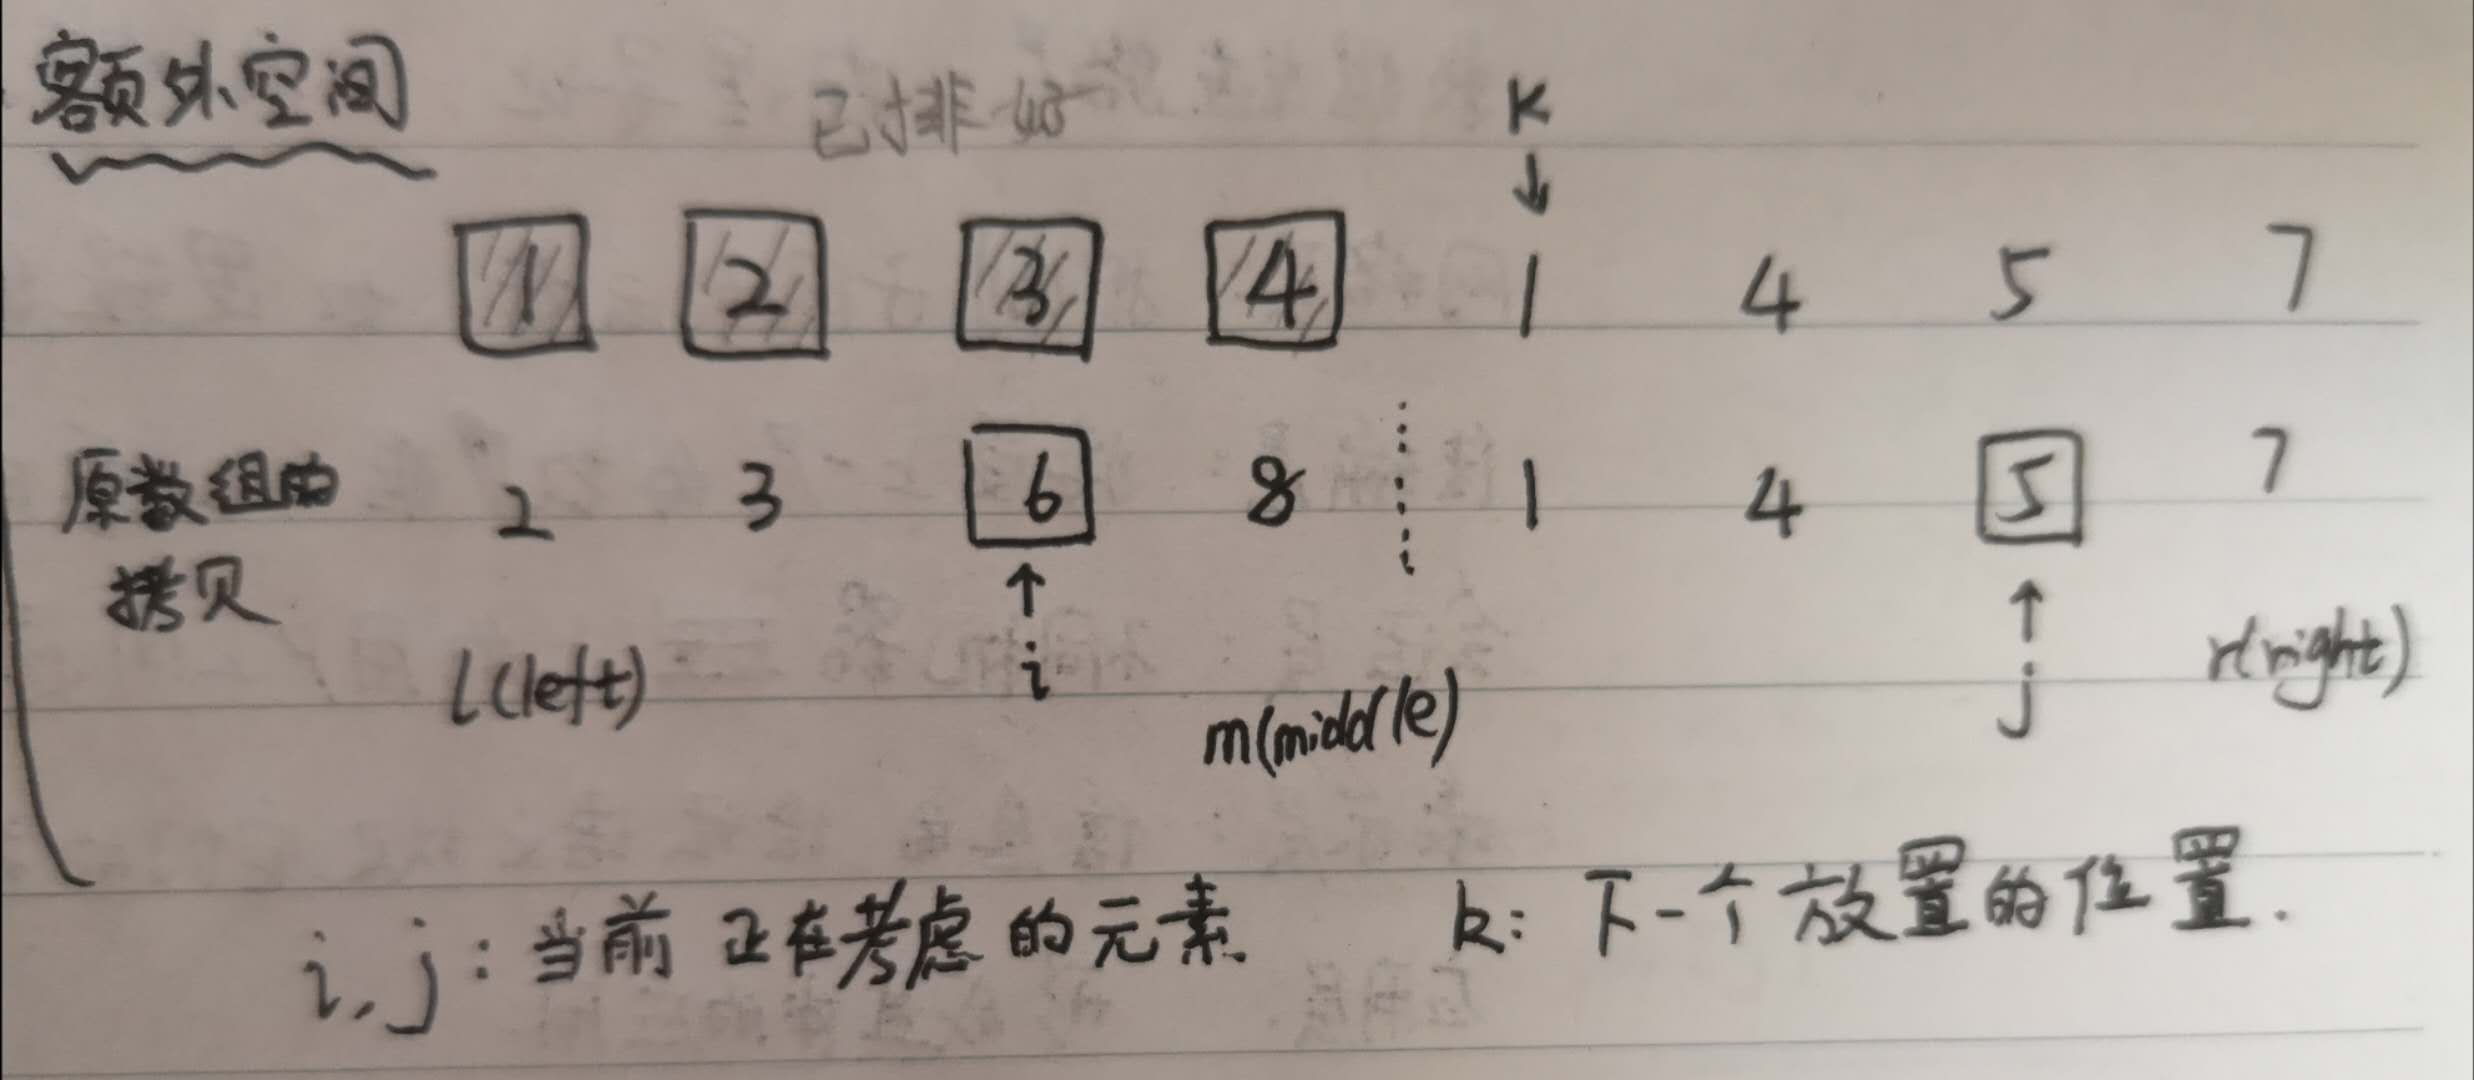 额外空间
已排好
K
↓
1 2 3 4 1 4 5 7
原数组的 2 3 6 8 1 4 5 7
拷贝
↑ ↑
l(left) i m(middle) j r(right)
i, j：当前正在考虑的元素 k：下一个放置的位置.